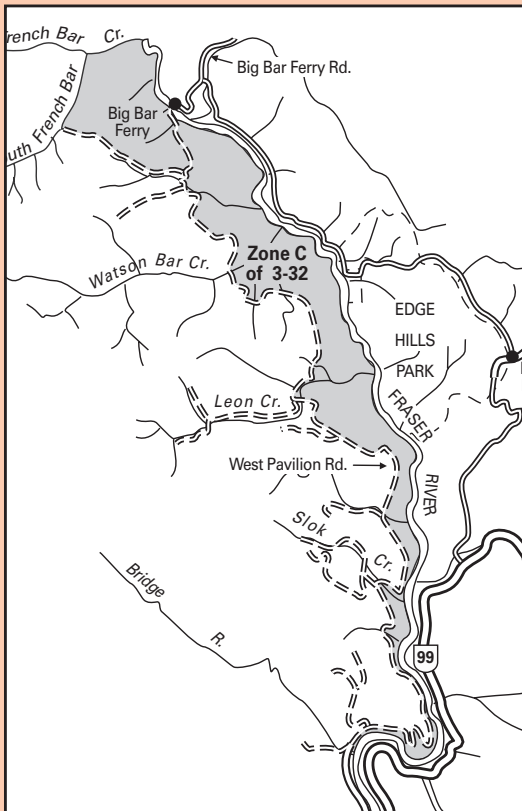 French Bar Cr.
Big Bar Ferry Rd.
Big Bar
Ferry
South French Bar
Zone C
of 3-32
Watson Bar Cr.
EDGE
HILLS
PARK
FRASER
RIVER
Leon Cr.
West Pavilion Rd.
Slok
Cr.
Bridge
R.
99